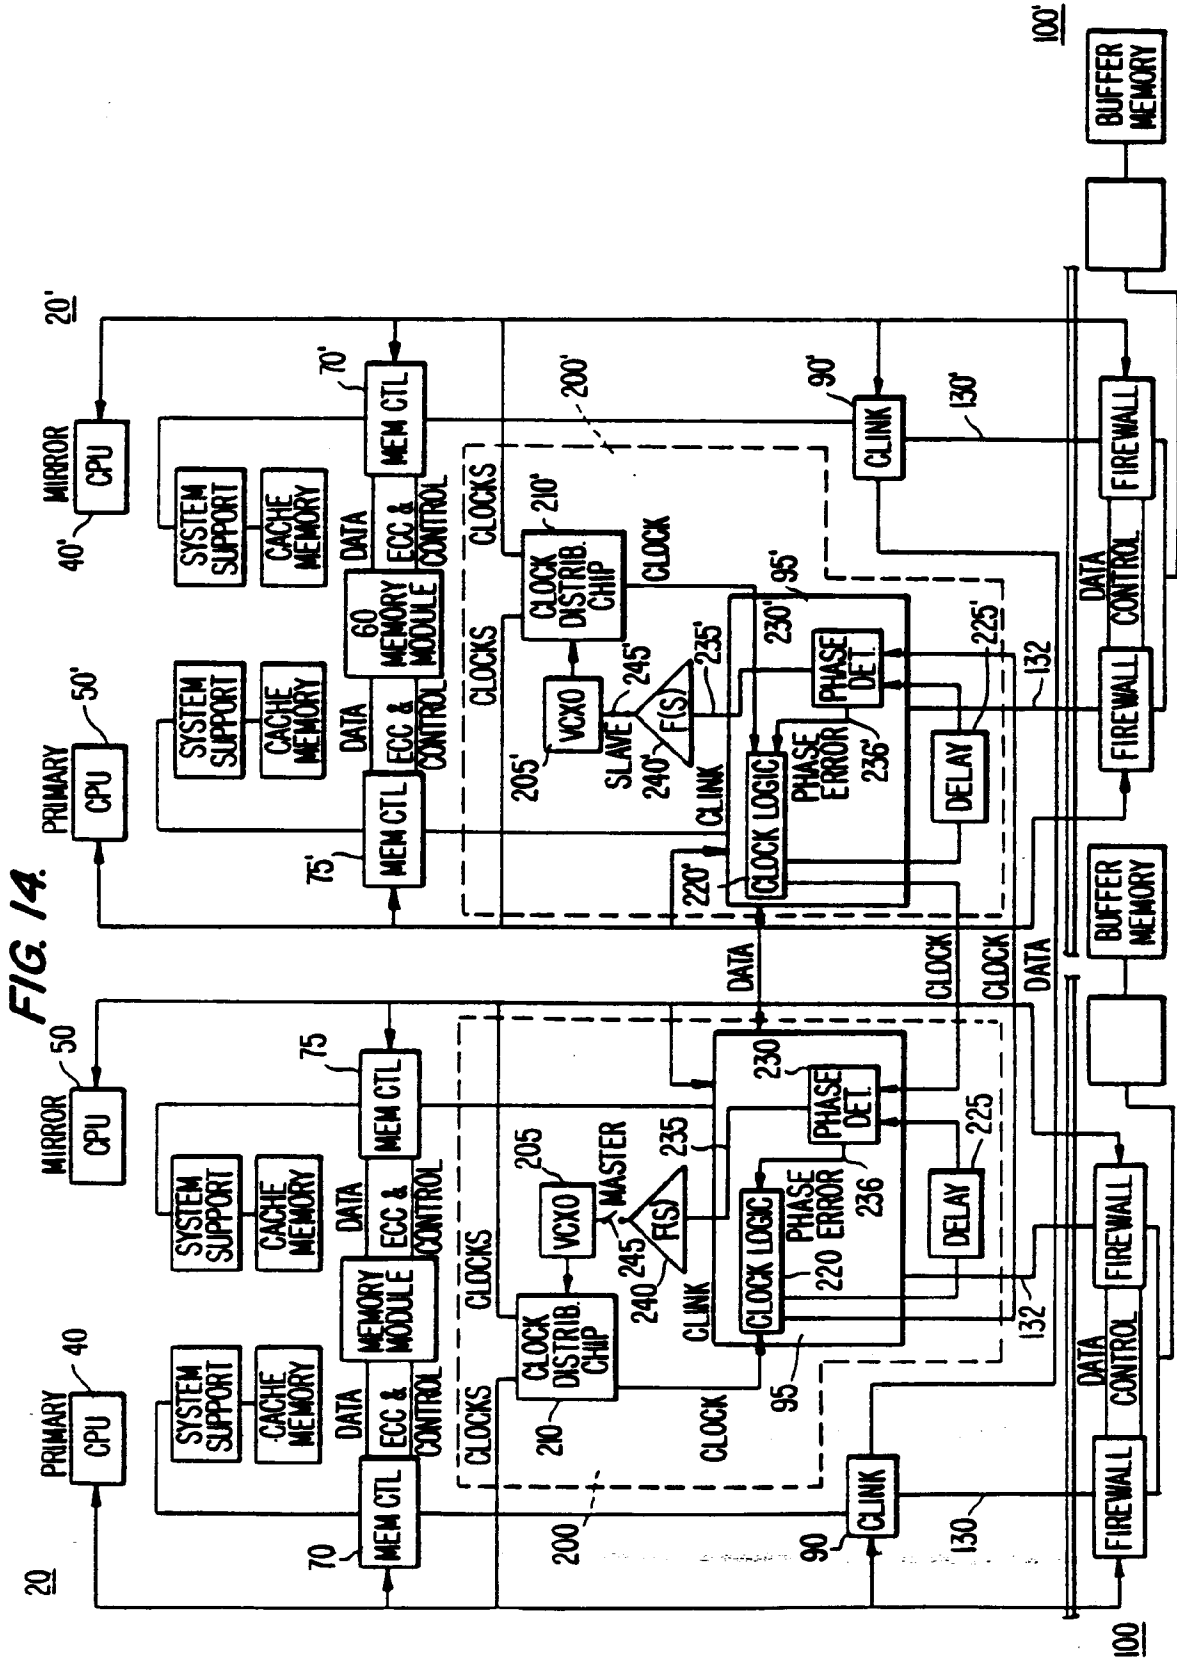 FIG. 14.
20
PRIMARY
40
CPU
MIRROR
50
CPU
SYSTEM
SUPPORT
CACHE
MEMORY
SYSTEM
SUPPORT
CACHE
MEMORY
70
MEM CTL
DATA
ECC &
CONTROL
MEMORY
MODULE
DATA
ECC &
CONTROL
75
MEM CTL
CLOCKS
CLOCKS
CLOCK
DISTRIB.
CHIP
210
VCXO
205
245
MASTER
F(S)
240
235
200
CLINK
CLOCK
CLOCK LOGIC
220
PHASE
ERROR
236
PHASE
DET.
230
95
DELAY
225
90
CLINK
130
132
FIREWALL
DATA
CONTROL
FIREWALL
BUFFER
MEMORY
100
DATA
CLOCK
CLOCK
DATA
20'
PRIMARY
50'
CPU
MIRROR
40'
CPU
SYSTEM
SUPPORT
CACHE
MEMORY
SYSTEM
SUPPORT
CACHE
MEMORY
75'
MEM CTL
DATA
ECC &
CONTROL
60
MEMORY
MODULE
DATA
ECC &
CONTROL
70'
MEM CTL
CLOCKS
CLOCKS
CLOCK
DISTRIB.
CHIP
210'
VCXO
205'
245'
SLAVE
F(S)
240'
235'
200'
CLINK
CLOCK
CLOCK LOGIC
220'
PHASE
ERROR
236'
PHASE
DET.
230'
95'
DELAY
225'
90'
CLINK
130'
132
FIREWALL
DATA
CONTROL
FIREWALL
BUFFER
MEMORY
100'